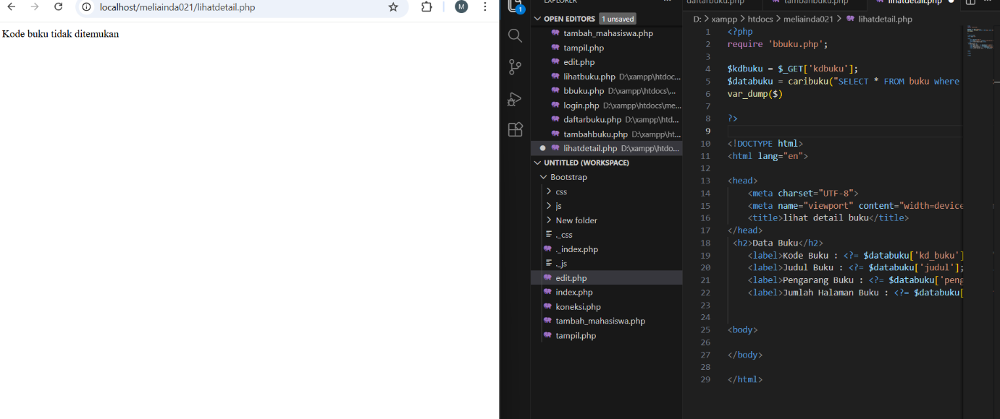 localhost/meliainda021/lihatdetail.php
M
Kode buku tidak ditemukan
1
EXPLORER
OPEN EDITORS 1 unsaved
tambah_mahasiswa.php
tampil.php
edit.php
lihatbuku.php D:\xampp\htdoc...
bbuku.php D:\xampp\htdocs\...
login.php D:\xampp\htdocs\me...
daftarbuku.php D:\xampp\htd...
tambahbuku.php D:\xampp\ht...
lihatdetail.php D:\xampp\htdo...
UNTITLED (WORKSPACE)
Bootstrap
css
js
New folder
._css
._index.php
._js
edit.php
index.php
koneksi.php
tambah_mahasiswa.php
tampil.php
daftarbuku.php
tambahbuku.php
lihatdetail.php
D: > xampp > htdocs > meliainda021 > lihatdetail.php
1 <?php
2 require 'bbuku.php';
3
4 $kdbuku = $_GET['kdbuku'];
5 $databuku = caribuku("SELECT * FROM buku where
6 var_dump($)
7
8 ?>
9
10 <!DOCTYPE html>
11 <html lang="en">
12
13 <head>
14 <meta charset="UTF-8">
15 <meta name="viewport" content="width=device
16 <title>lihat detail buku</title>
17 </head>
18 <h2>Data Buku</h2>
19 <label>Kode Buku : <?= $databuku['kd_buku']
20 <label>Judul Buku : <?= $databuku['judul'];
21 <label>Pengarang Buku : <?= $databuku['peng
22 <label>Jumlah Halaman Buku : <?= $databuku[
23
24
25 <body>
26
27 </body>
28
29 </html>